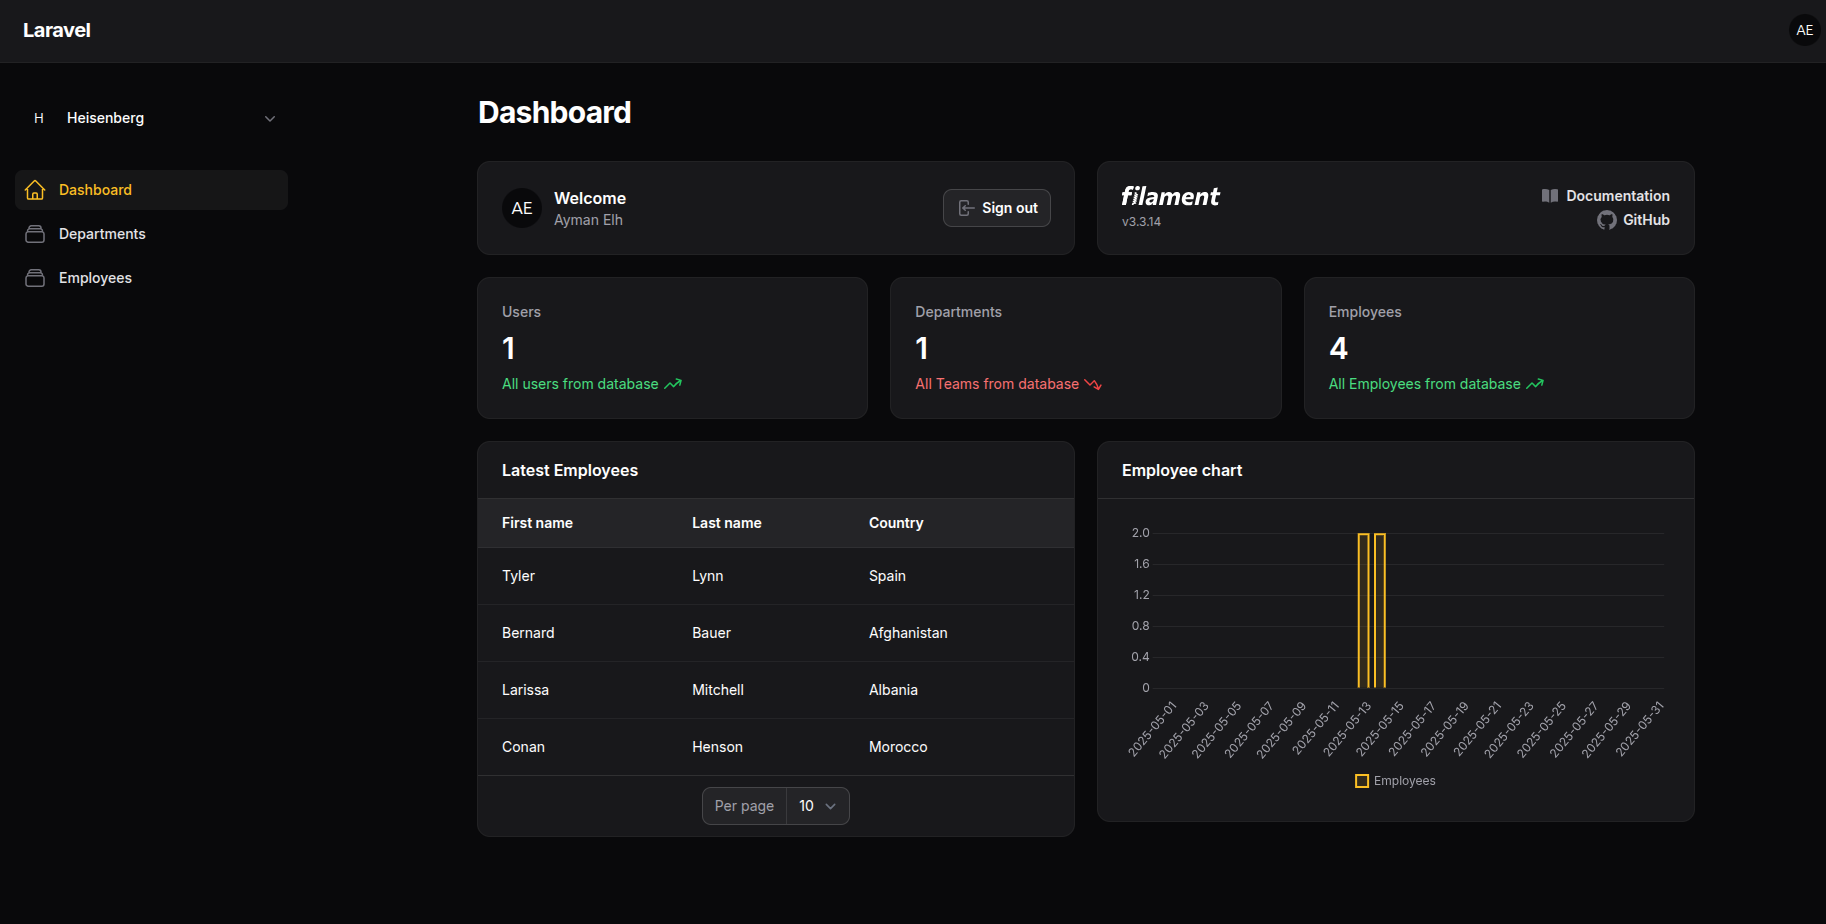 Laravel
AE
H Heisenberg
Dashboard
Departments
Employees
Dashboard
AE
Welcome
Ayman Elh
Sign out
filament
v3.3.14
Documentation
GitHub
Users
1
All users from database
Departments
1
All Teams from database
Employees
4
All Employees from database
Latest Employees
First name Last name Country
Tyler Lynn Spain
Bernard Bauer Afghanistan
Larissa Mitchell Albania
Conan Henson Morocco
Per page 10
Employee chart
2.0
1.6
1.2
0.8
0.4
0
2025-05-01 2025-05-03 2025-05-05 2025-05-07 2025-05-09 2025-05-11 2025-05-13 2025-05-15 2025-05-17 2025-05-19 2025-05-21 2025-05-23 2025-05-25 2025-05-27 2025-05-29 2025-05-31
Employees